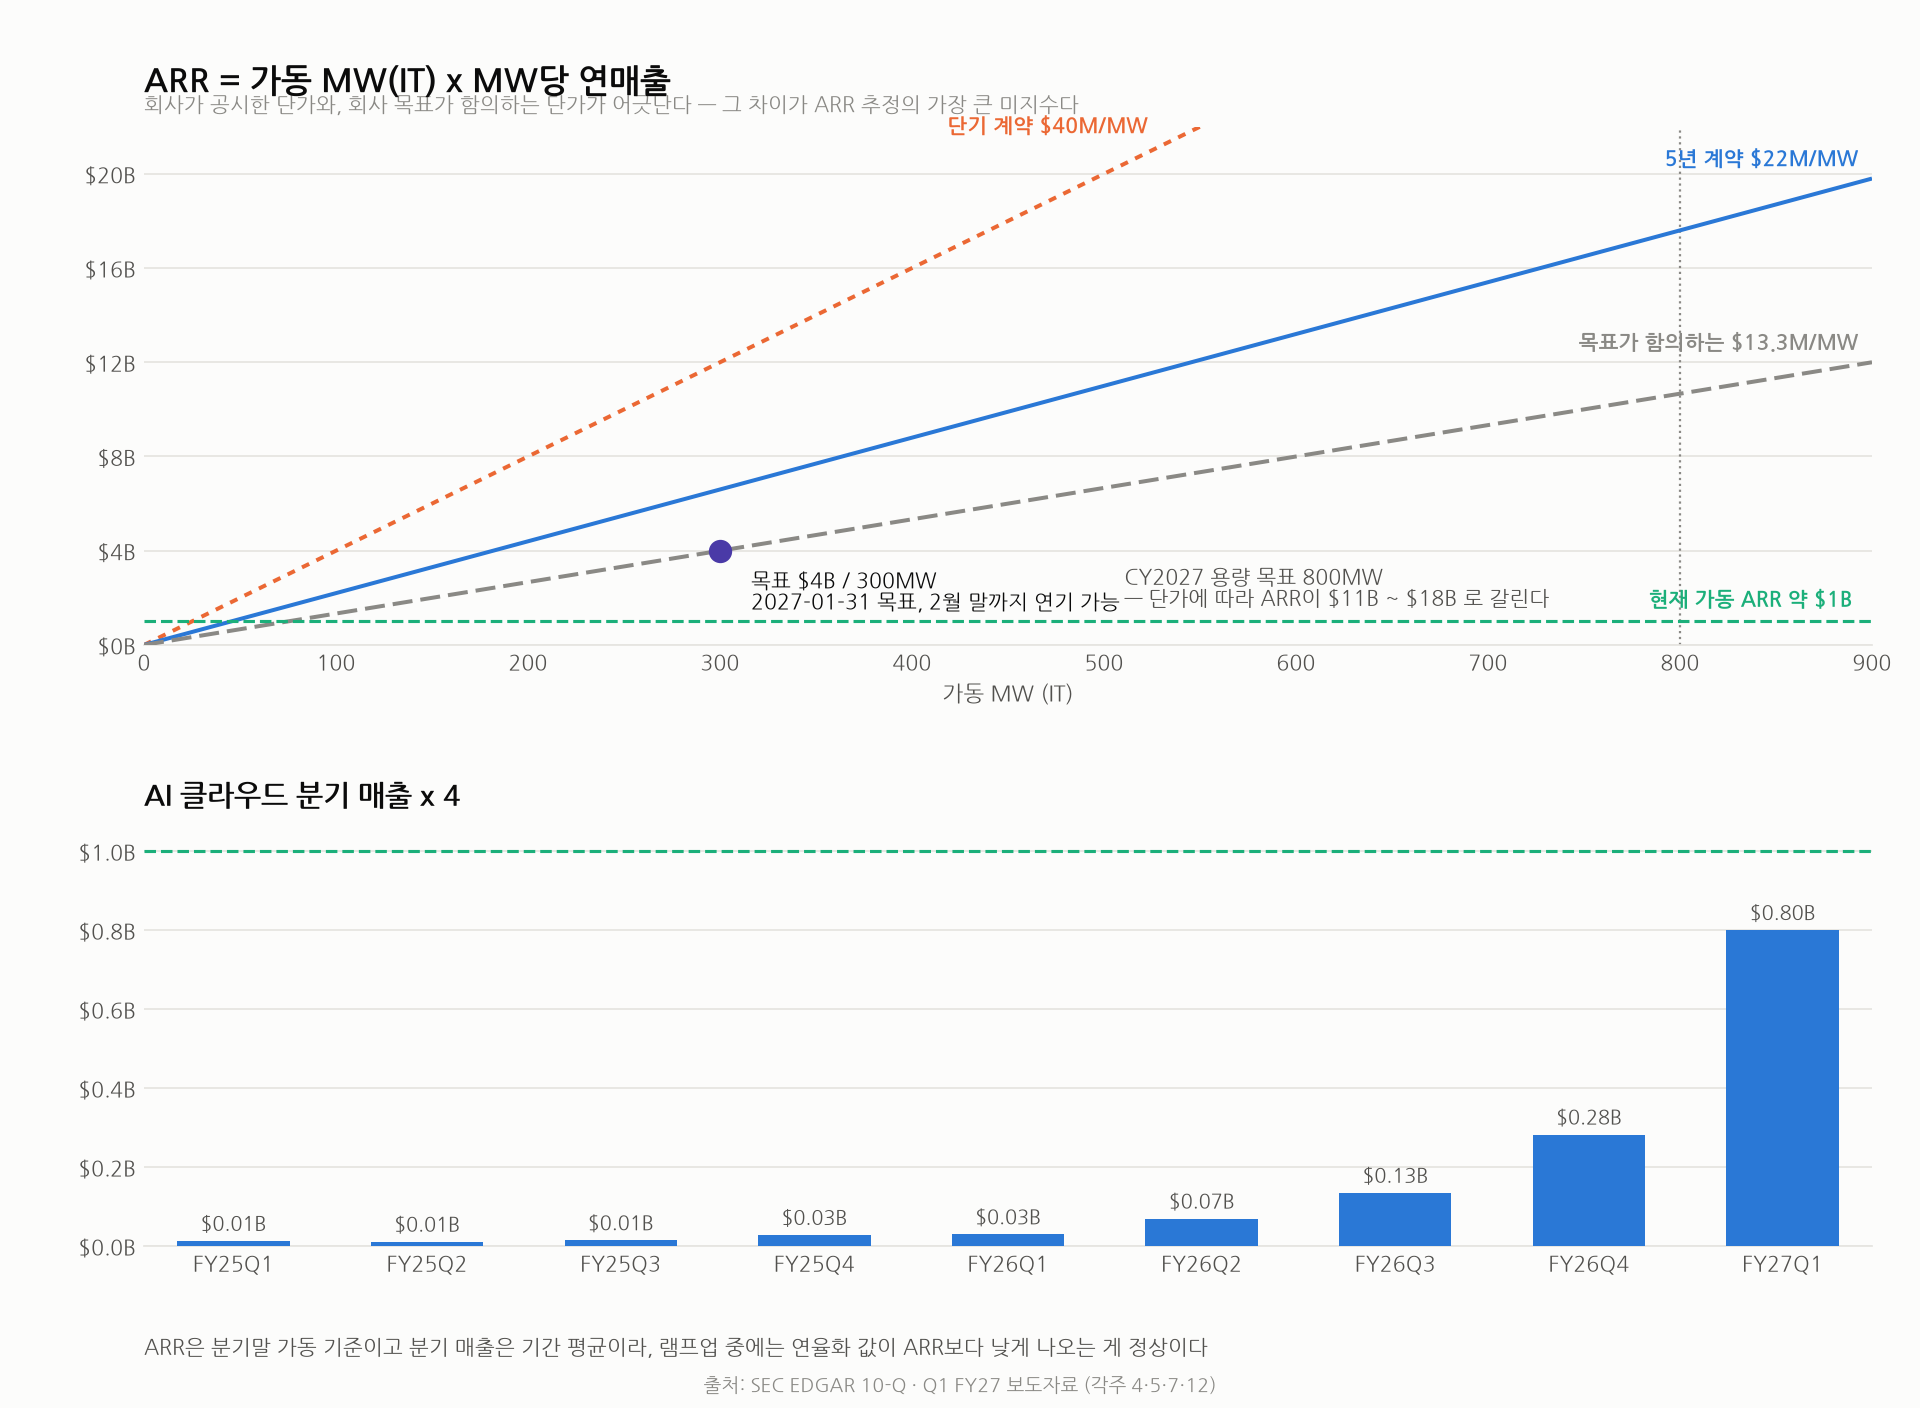 ARR = 가동 MW(IT) x MW당 연매출
회사가 공시한 단가와, 회사 목표가 함의하는 단가가 어긋난다 — 그 차이가 ARR 추정의 가장 큰 미지수다
단기 계약 $40M/MW
5년 계약 $22M/MW
$20B
$16B
목표가 함의하는 $13.3M/MW
$12B
$8B
$4B
목표 $4B / 300MW
2027-01-31 목표, 2월 말까지 연기 가능
CY2027 용량 목표 800MW
— 단가에 따라 ARR이 $11B ~ $18B 로 갈린다
현재 가동 ARR 약 $1B
$0B
0 100 200 300 400 500 600 700 800 900
가동 MW (IT)
AI 클라우드 분기 매출 x 4
$1.0B
$0.8B
$0.6B
$0.4B
$0.2B
$0.0B
$0.01B $0.01B $0.01B $0.03B $0.03B $0.07B $0.13B $0.28B $0.80B
FY25Q1 FY25Q2 FY25Q3 FY25Q4 FY26Q1 FY26Q2 FY26Q3 FY26Q4 FY27Q1
ARR은 분기말 가동 기준이고 분기 매출은 기간 평균이라, 램프업 중에는 연율화 값이 ARR보다 낮게 나오는 게 정상이다
출처: SEC EDGAR 10-Q · Q1 FY27 보도자료 (각주 4·5·7·12)